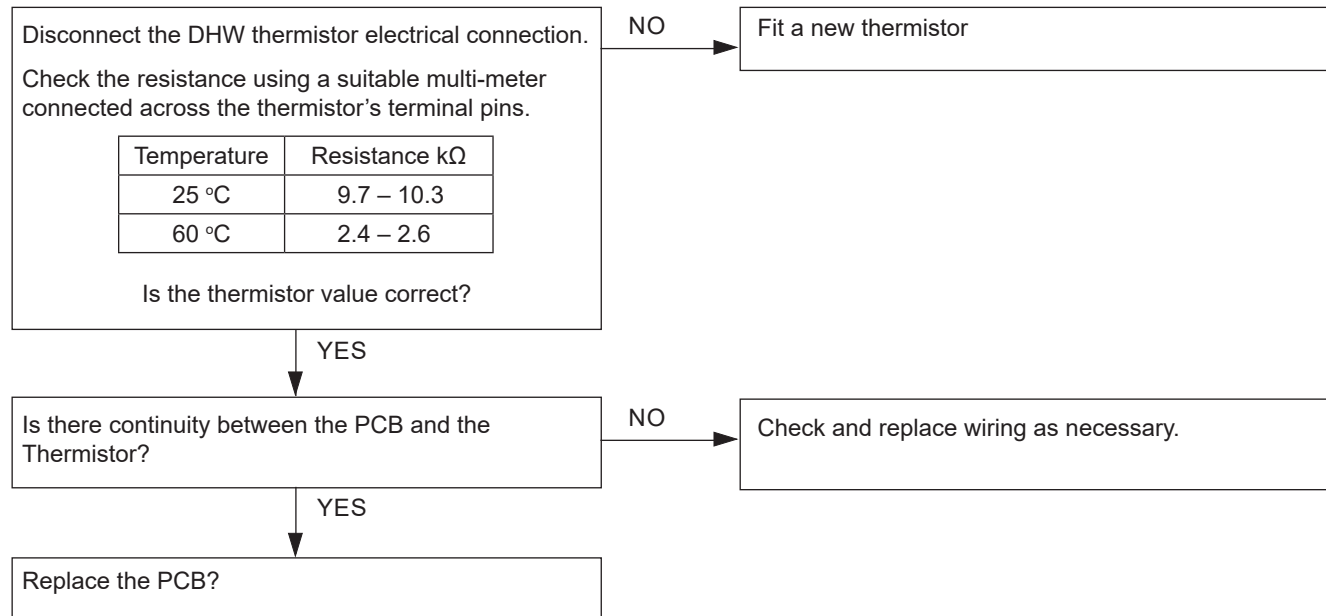 Disconnect the DHW thermistor electrical connection.
Check the resistance using a suitable multi-meter
connected across the thermistor’s terminal pins.
Temperature Resistance kΩ
25 °C 9.7 – 10.3
60 °C 2.4 – 2.6
Is the thermistor value correct?
NO
Fit a new thermistor
YES
Is there continuity between the PCB and the
Thermistor?
NO
Check and replace wiring as necessary.
YES
Replace the PCB?